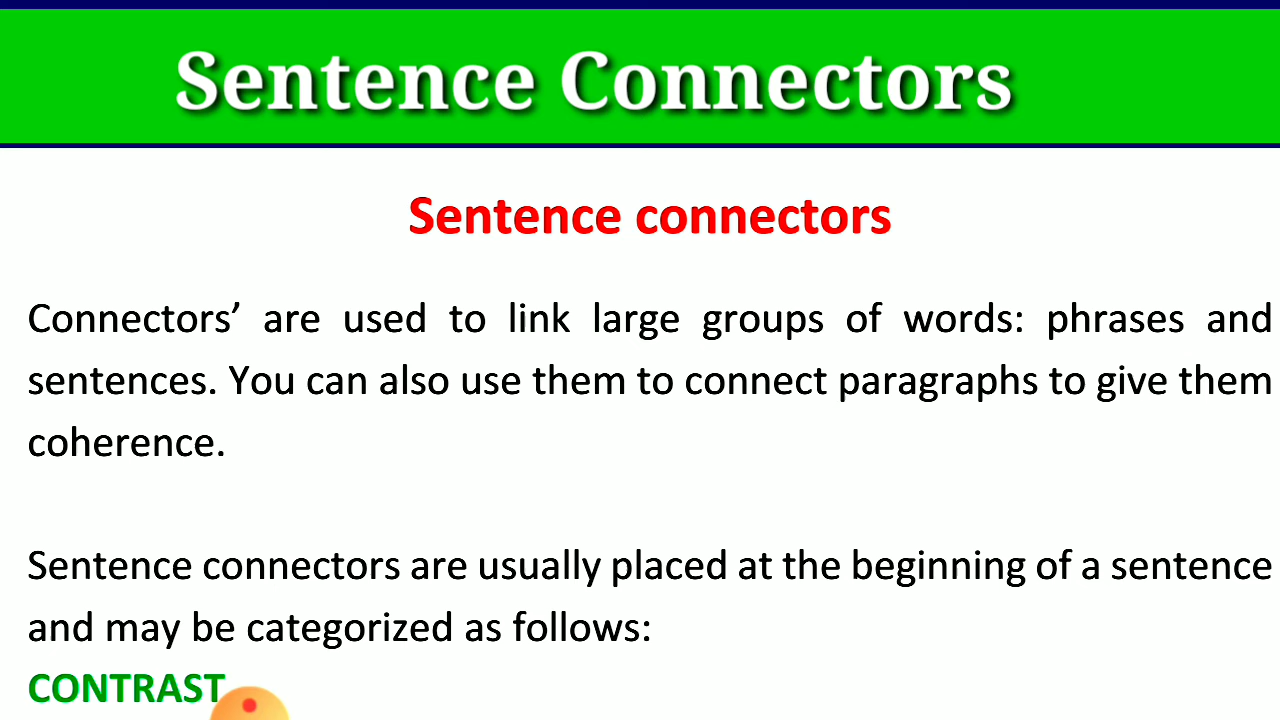 Sentence Connectors
Sentence connectors
Connectors’ are used to link large groups of words: phrases and
sentences. You can also use them to connect paragraphs to give them
coherence.
Sentence connectors are usually placed at the beginning of a sentence
and may be categorized as follows:
CONTRAST